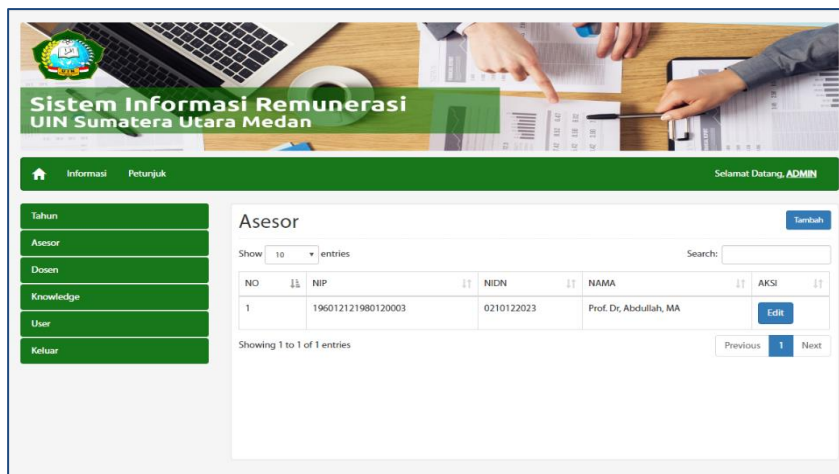 UIN
Sistem Informasi Remunerasi
UIN Sumatera Utara Medan
Informasi Petunjuk Selamat Datang, ADMIN
Tahun
Asesor
Dosen
Knowledge
User
Keluar
Asesor Tambah
Show 10 entries Search:
NO NIP NIDN NAMA AKSI
1 196012121980120003 0210122023 Prof. Dr, Abdullah, MA Edit
Showing 1 to 1 of 1 entries Previous 1 Next